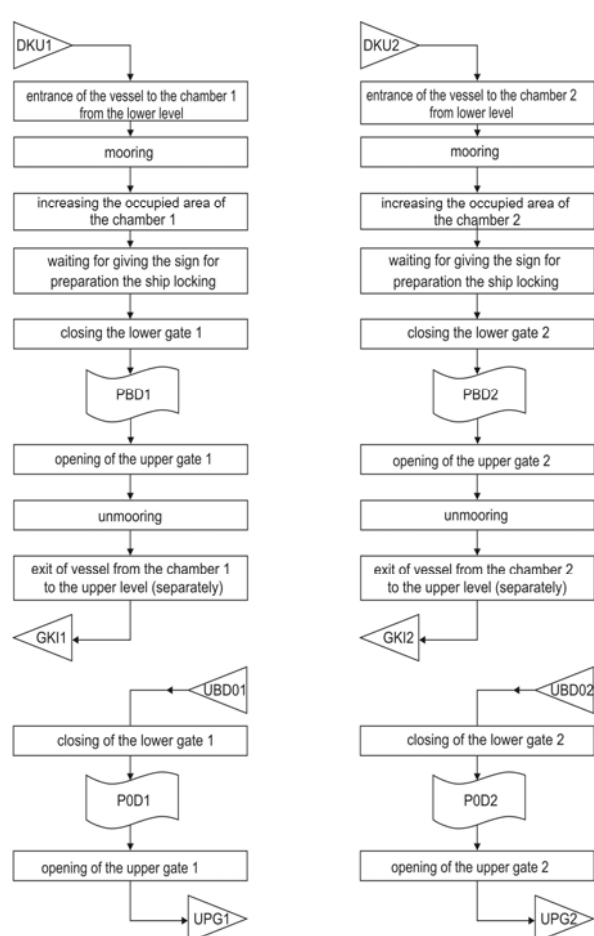 DKU1
entrance of the vessel to the chamber 1
from the lower level
mooring
increasing the occupied area of
the chamber 1
waiting for giving the sign for
preparation the ship locking
closing the lower gate 1
PBD1
opening of the upper gate 1
unmooring
exit of vessel from the chamber 1
to the upper level (separately)
GKI1
UBD01
closing of the lower gate 1
P0D1
opening of the upper gate 1
UPG1
DKU2
entrance of the vessel to the chamber 2
from lower level
mooring
increasing the occupied area of
the chamber 2
waiting for giving the sign for
preparation the ship locking
closing the lower gate 2
PBD2
opening of the upper gate 2
unmooring
exit of vessel from the chamber 2
to the upper level (separately)
GKI2
UBD02
closing of the lower gate 2
P0D2
opening of the upper gate 2
UPG2